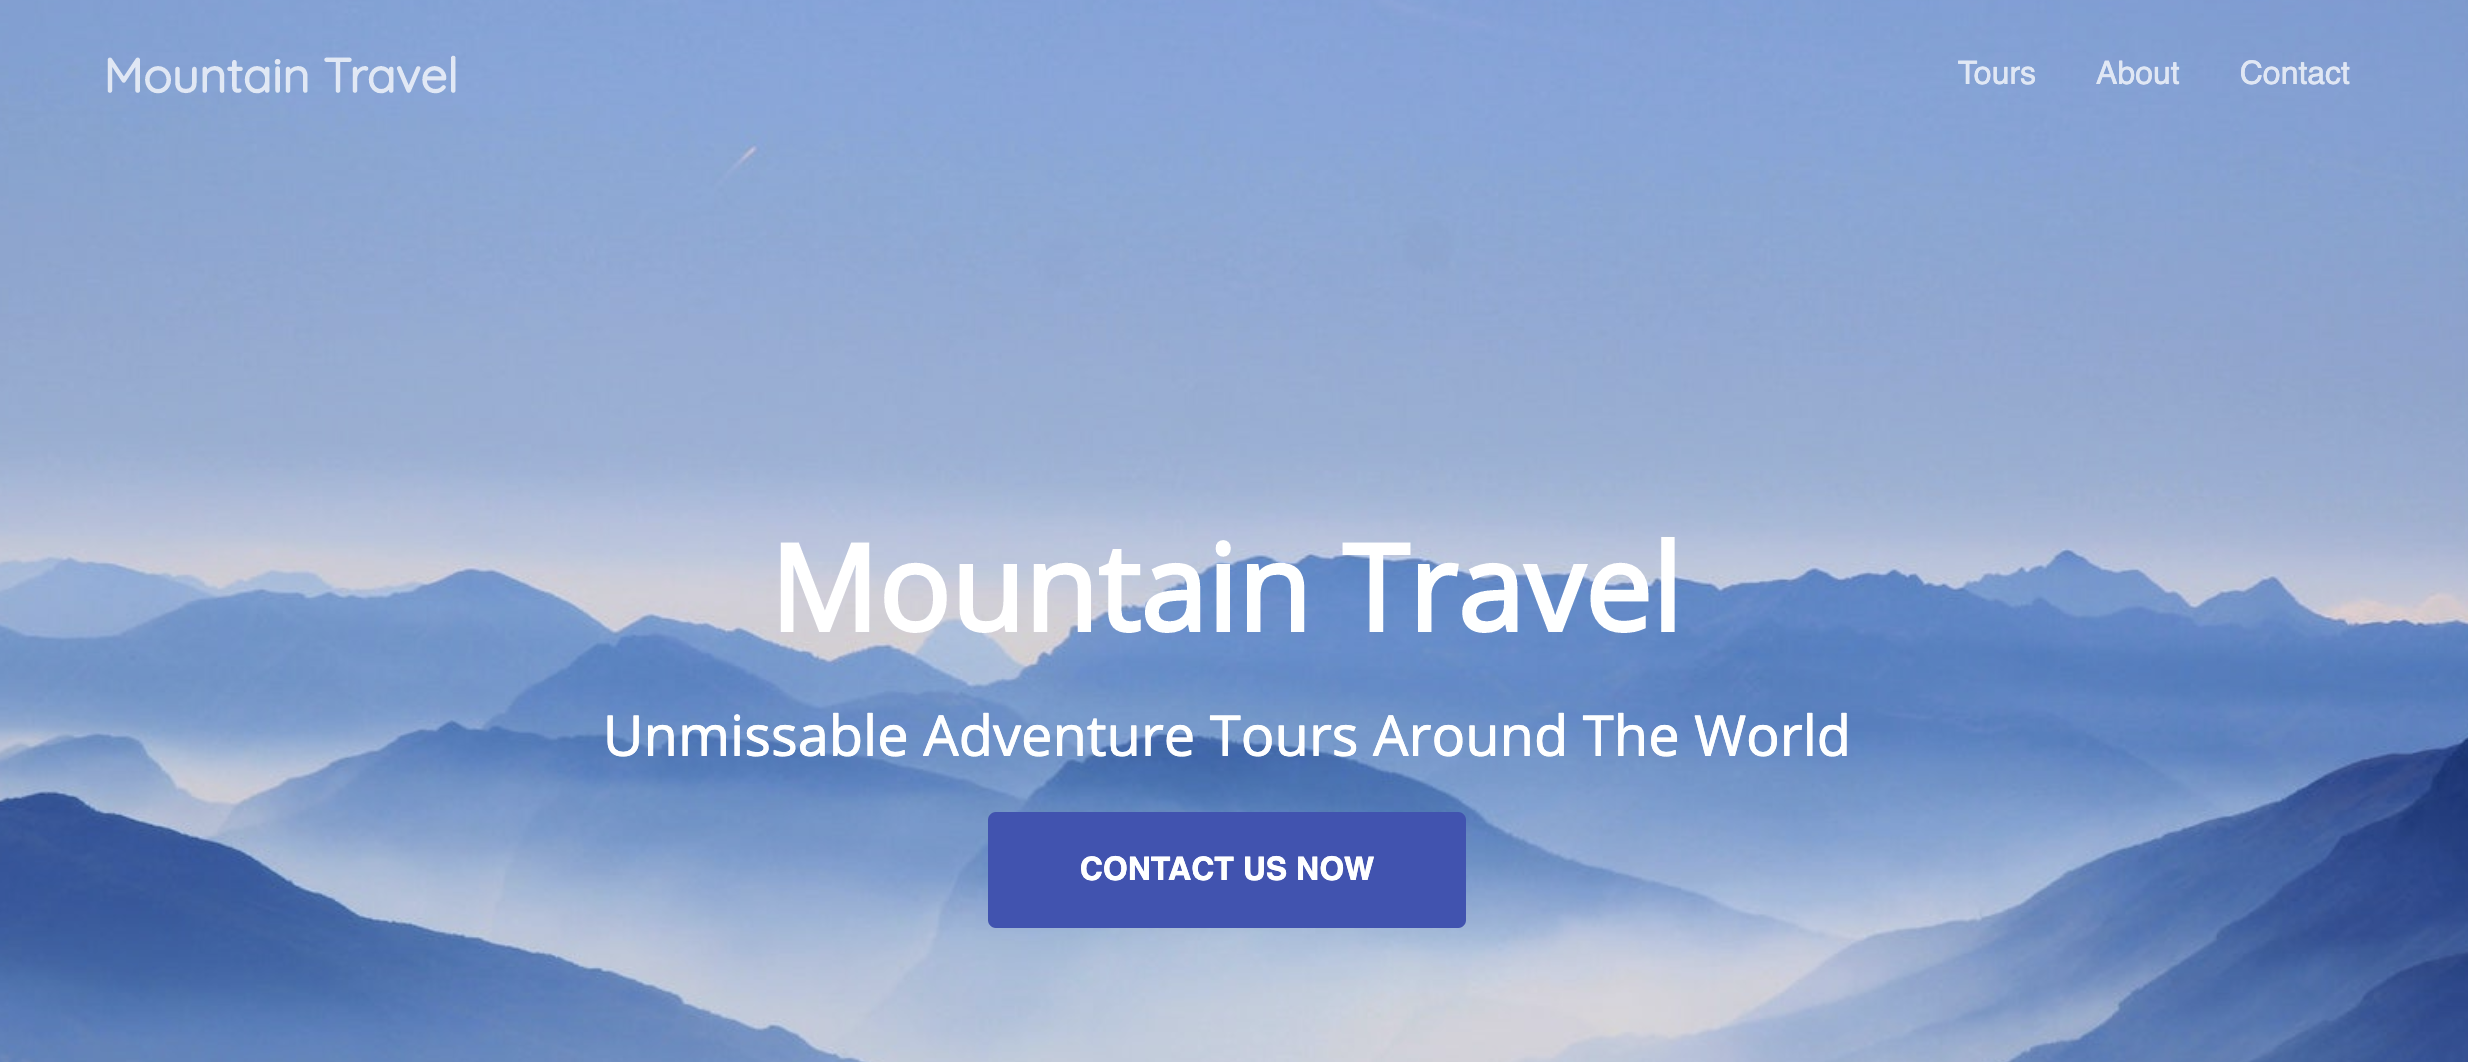 Mountain Travel
Tours About Contact
Mountain Travel
Unmissable Adventure Tours Around The World
CONTACT US NOW